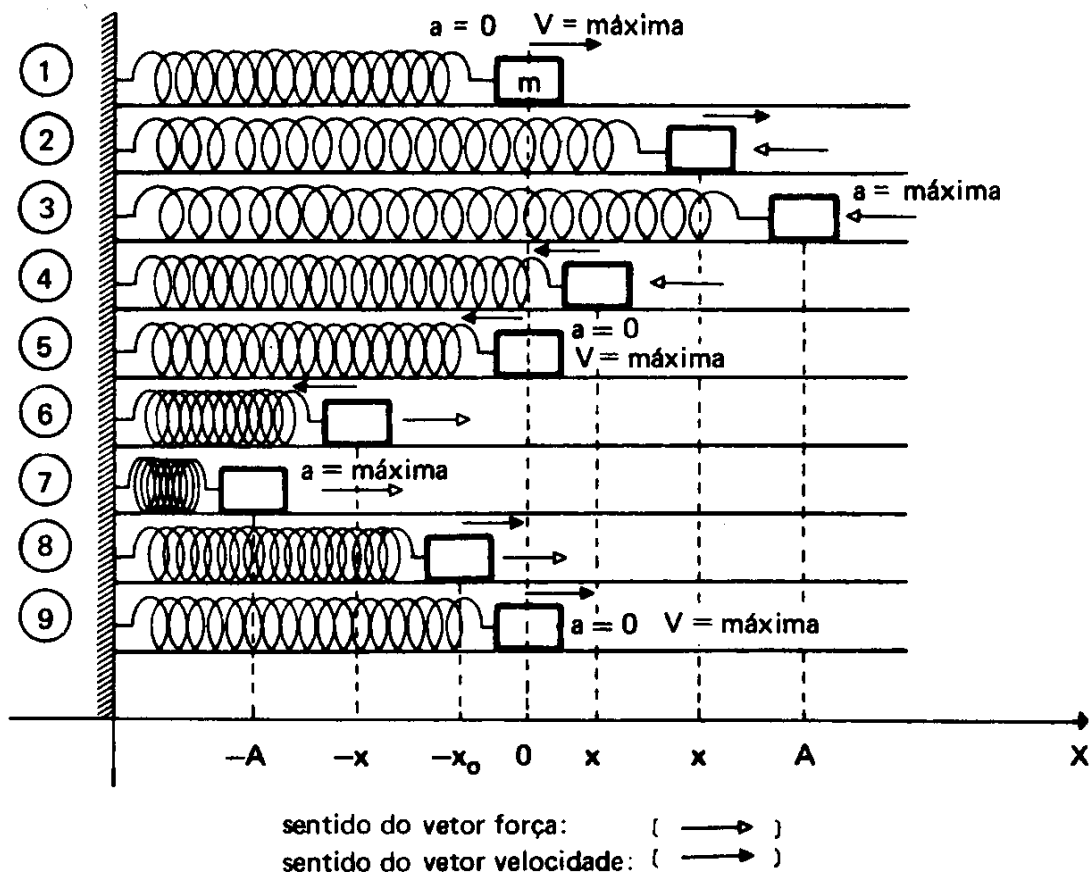 a = 0 V = máxima
1
m
2
3
a = máxima
4
5
a = 0
V = máxima
6
7
a = máxima
8
9
a = 0 V = máxima
−A −x −x₀ 0 x x A X
sentido do vetor força:
sentido do vetor velocidade: